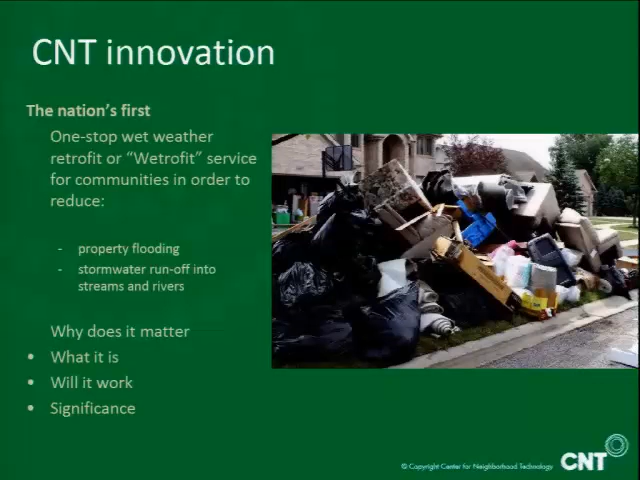 CNT innovation
The nation's first
One-stop wet weather
retrofit or "Wetrofit" service
for communities in order to
reduce:
- property flooding
- stormwater run-off into
streams and rivers
Why does it matter
• What it is
• Will it work
• Significance
© Copyright Center for Neighborhood Technology
CNT